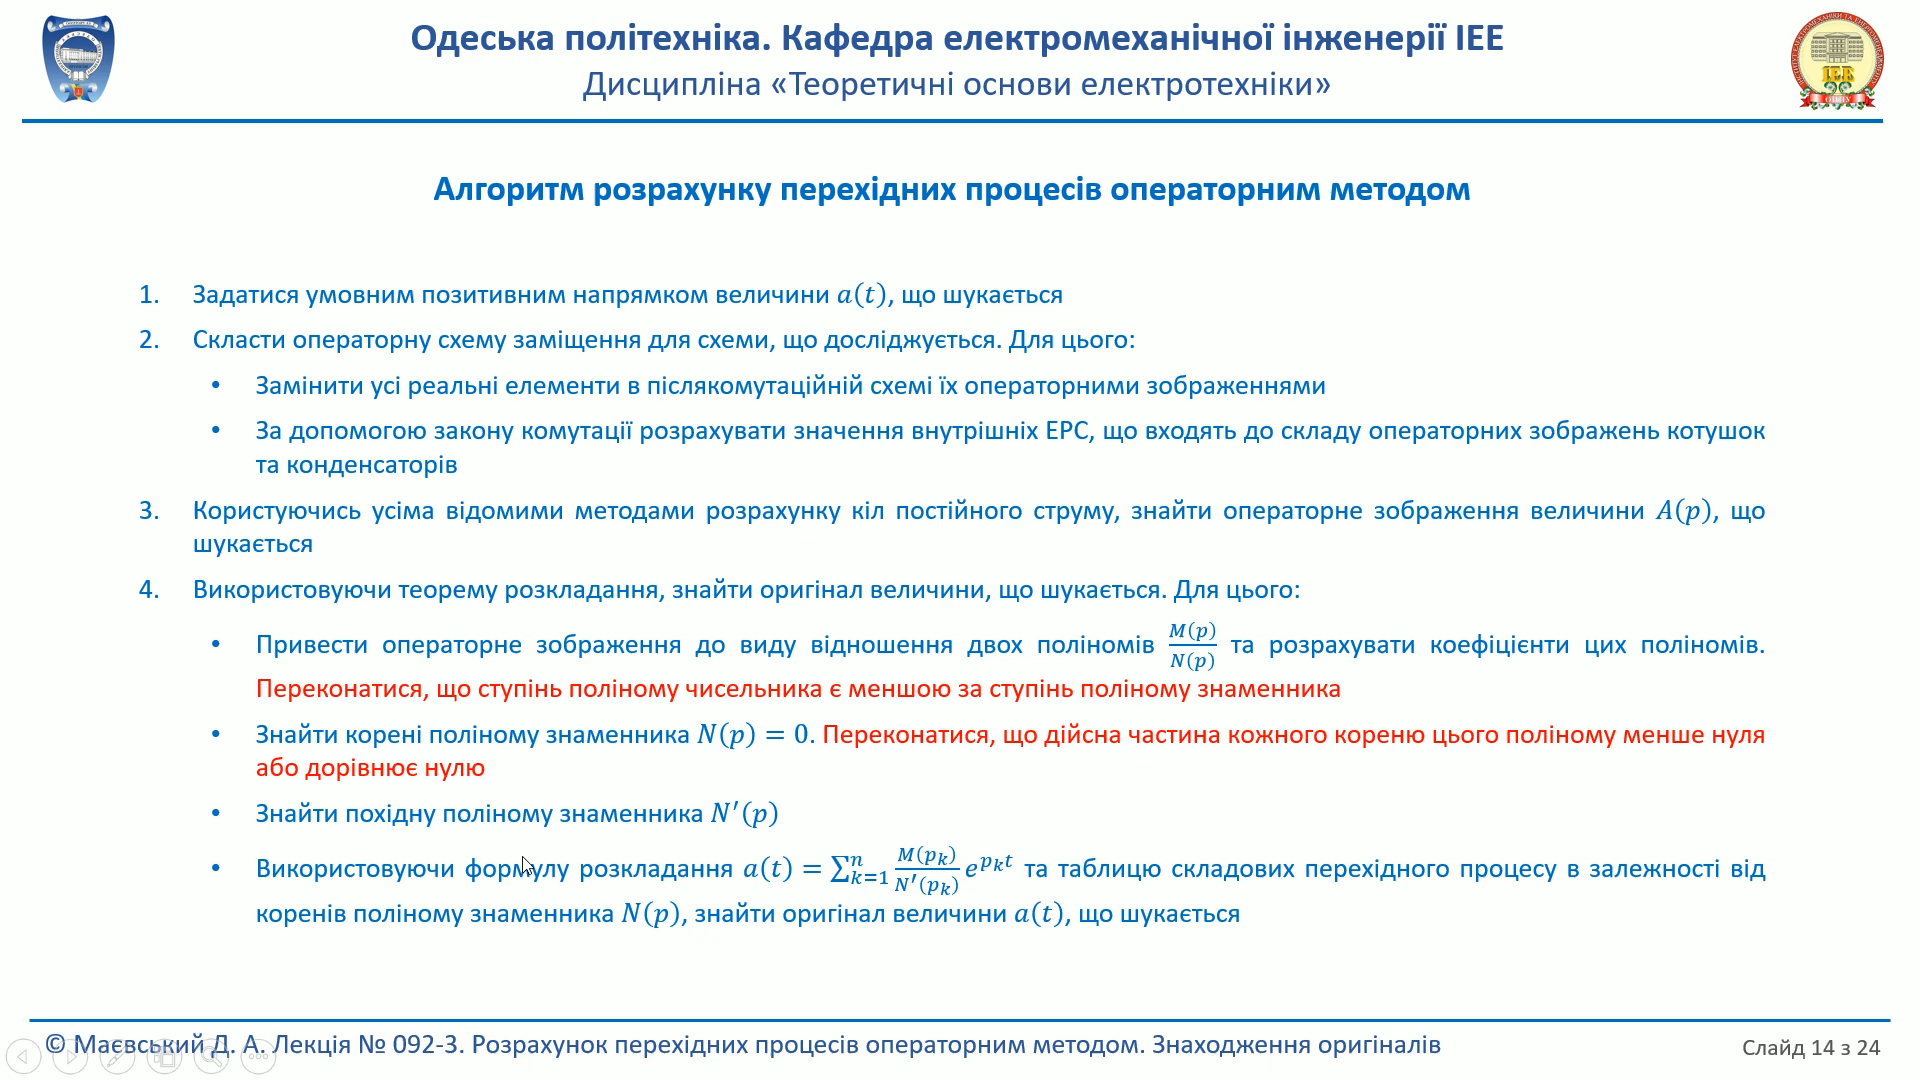 Одеська політехніка. Кафедра електромеханічної інженерії ІЕЕ
Дисципліна «Теоретичні основи електротехніки»
ІЕЕ
Алгоритм розрахунку перехідних процесів операторним методом
1. Задатися умовним позитивним напрямком величини a(t), що шукається
2. Скласти операторну схему заміщення для схеми, що досліджується. Для цього:
• Замінити усі реальні елементи в післякомутаційній схемі їх операторними зображеннями
• За допомогою закону комутації розрахувати значення внутрішніх ЕРС, що входять до складу операторних зображень котушок
та конденсаторів
3. Користуючись усіма відомими методами розрахунку кіл постійного струму, знайти операторне зображення величини A(p), що
шукається
4. Використовуючи теорему розкладання, знайти оригінал величини, що шукається. Для цього:
• Привести операторне зображення до виду відношення двох поліномів M(p)/N(p) та розрахувати коефіцієнти цих поліномів.
Переконатися, що ступінь поліному чисельника є меншою за ступінь поліному знаменника
• Знайти корені поліному знаменника N(p) = 0. Переконатися, що дійсна частина кожного кореню цього поліному менше нуля
або дорівнює нулю
• Знайти похідну поліному знаменника N′(p)
• Використовуючи формулу розкладання a(t) = ∑ₖ₌₁ⁿ M(pₖ)/N′(pₖ) e^(pₖt) та таблицю складових перехідного процесу в залежності від
коренів поліному знаменника N(p), знайти оригінал величини a(t), що шукається
© Маєвський Д. А. Лекція № 092-3. Розрахунок перехідних процесів операторним методом. Знаходження оригіналів
Слайд 14 з 24